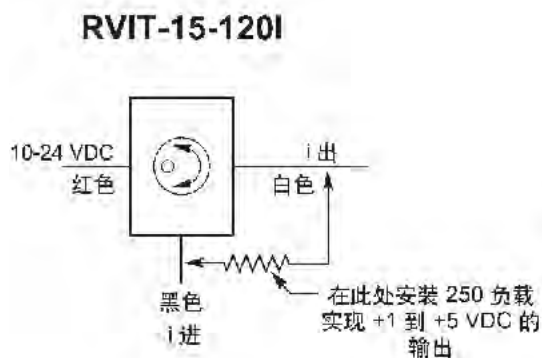 RVIT-15-120I
10-24 VDC
红色
i 出
白色
黑色
i 进
在此处安装 250 负载
实现 +1 到 +5 VDC 的
输出